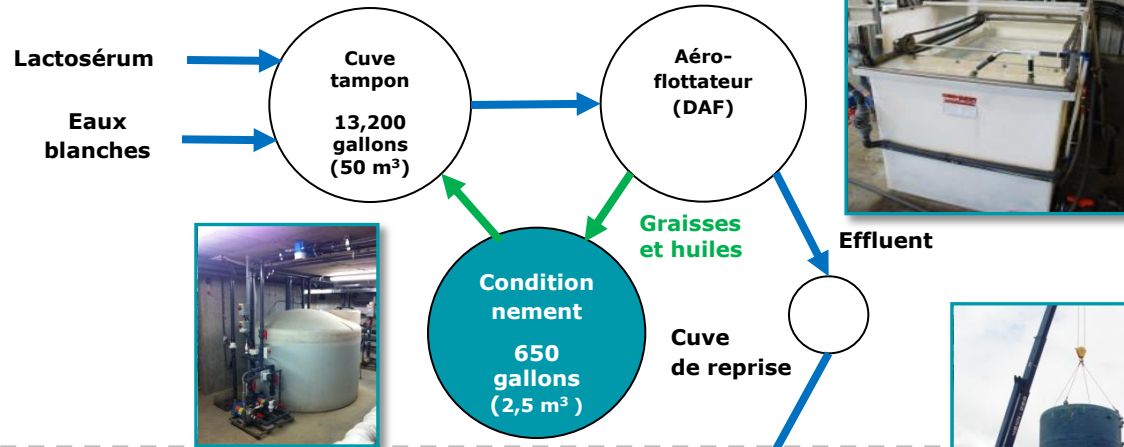 Lactosérum
Eaux
blanches
Cuve
tampon
13,200
gallons
(50 m³)
Aéro-
flottateur
(DAF)
Graisses
et huiles
Effluent
Condition
nement
650
gallons
(2,5 m³ )
Cuve
de reprise